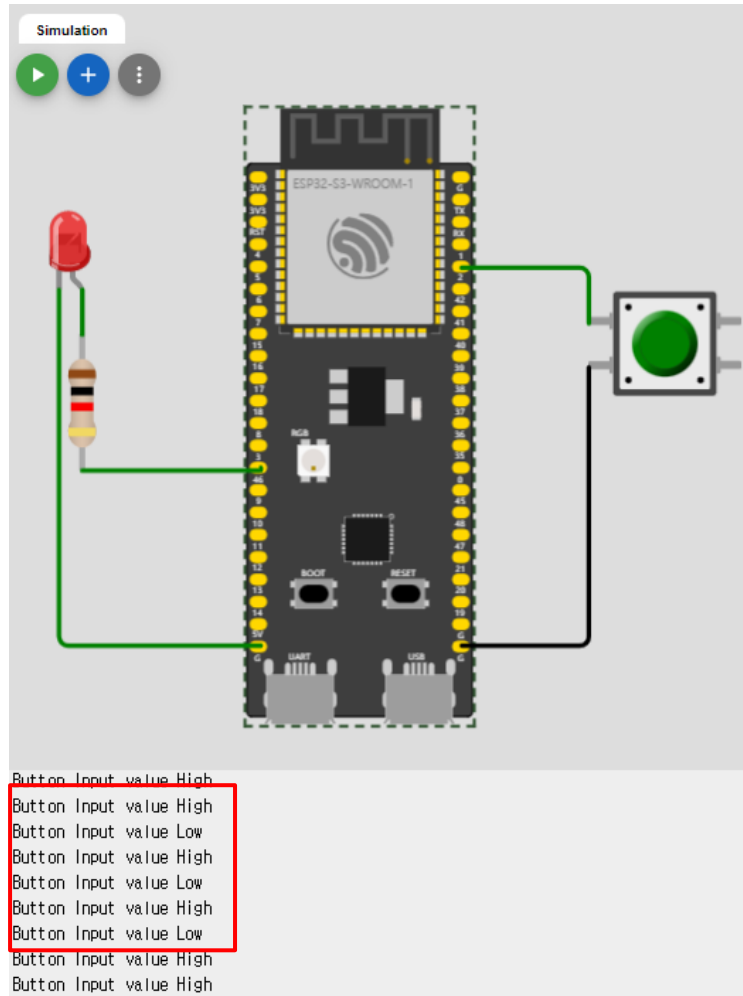 Simulation
ESP32-S3-WROOM-1
3V3
3V3
RST
4
5
6
7
15
16
17
18
8
3
46
9
10
11
12
13
14
5V
G
G
TX
RX
1
2
42
41
40
39
38
37
36
35
0
45
48
47
21
20
19
G
G
RGB
BOOT
RESET
UART
USB
Button Input value High
Button Input value High
Button Input value Low
Button Input value High
Button Input value Low
Button Input value High
Button Input value Low
Button Input value High
Button Input value High